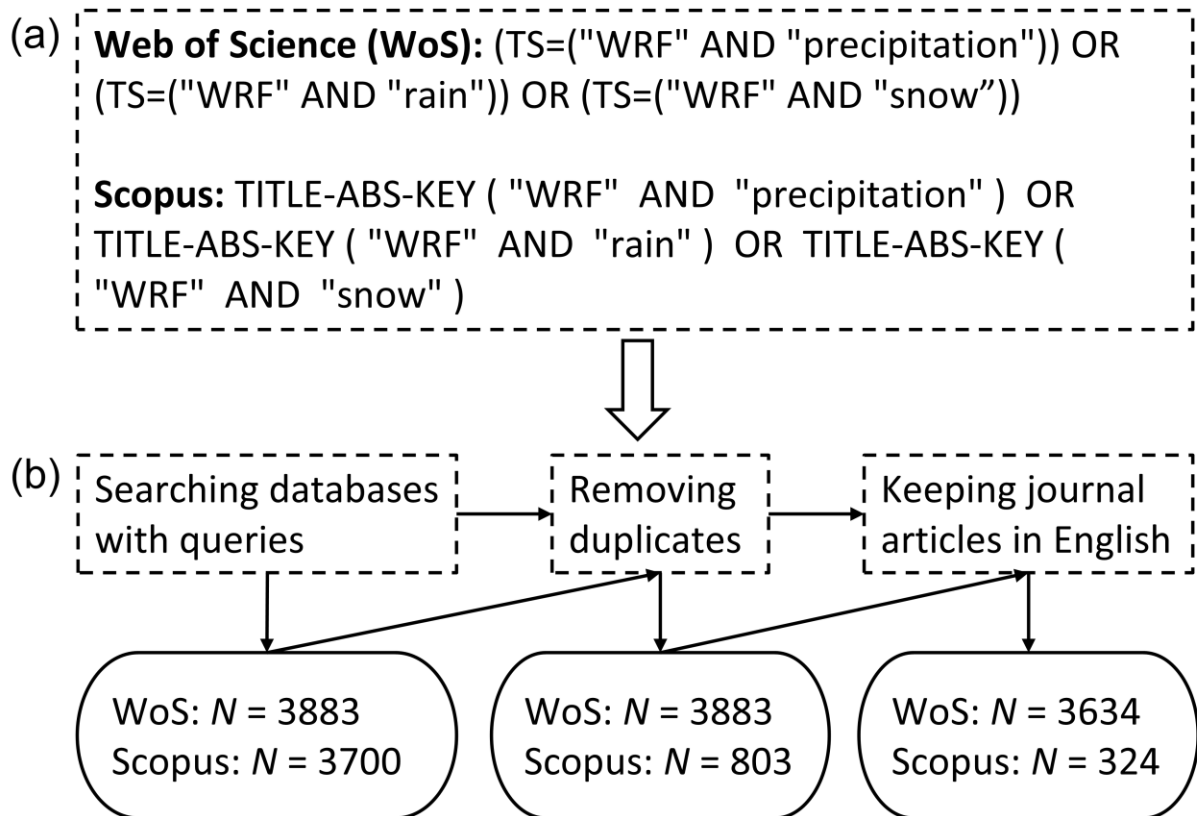 (a)
Web of Science (WoS): (TS=("WRF" AND "precipitation")) OR
(TS=("WRF" AND "rain")) OR (TS=("WRF" AND "snow”))
Scopus: TITLE-ABS-KEY ( "WRF" AND "precipitation" ) OR
TITLE-ABS-KEY ( "WRF" AND "rain" ) OR TITLE-ABS-KEY (
"WRF" AND "snow" )
(b)
Searching databases
with queries
Removing
duplicates
Keeping journal
articles in English
WoS: N = 3883
Scopus: N = 3700
WoS: N = 3883
Scopus: N = 803
WoS: N = 3634
Scopus: N = 324